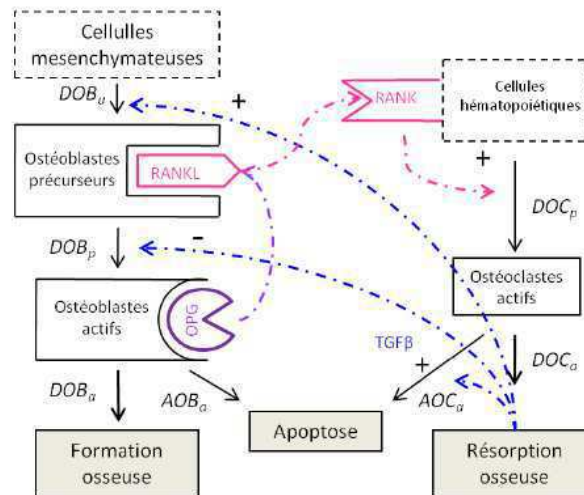 Cellules
mesenchymateuses
DOBu
+
RANK
Cellules
hématopoiétiques
Ostéoblastes
précurseurs
RANKL
+
DOCp
DOBp
-
Ostéoblastes
actifs
OPG
Ostéoclastes
actifs
TGFβ
+
DOBa
AOBa
AOCa
DOCa
Formation
osseuse
Apoptose
Résorption
osseuse